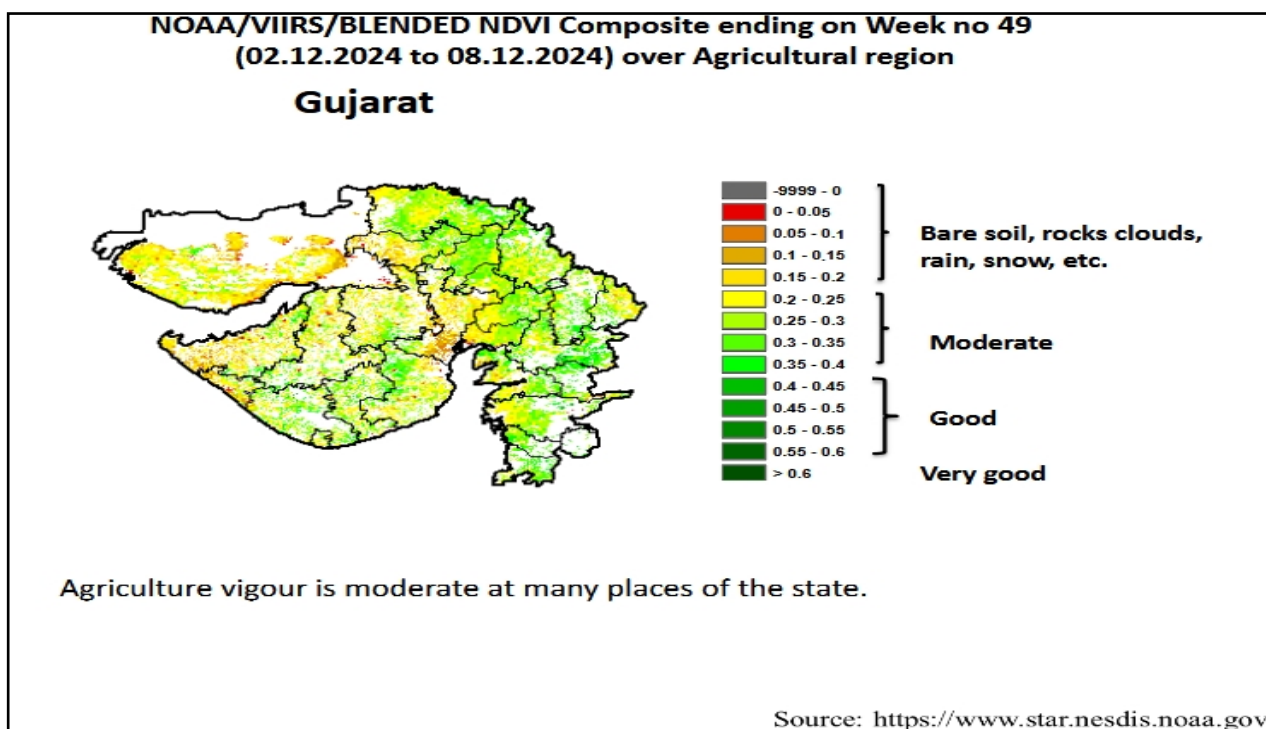 NOAA/VIIRS/BLENDED NDVI Composite ending on Week no 49
(02.12.2024 to 08.12.2024) over Agricultural region
Gujarat
-9999 - 0
0 - 0.05
0.05 - 0.1
0.1 - 0.15
0.15 - 0.2
0.2 - 0.25
0.25 - 0.3
0.3 - 0.35
0.35 - 0.4
0.4 - 0.45
0.45 - 0.5
0.5 - 0.55
0.55 - 0.6
> 0.6
Bare soil, rocks clouds,
rain, snow, etc.
Moderate
Good
Very good
Agriculture vigour is moderate at many places of the state.
Source: https://www.star.nesdis.noaa.gov